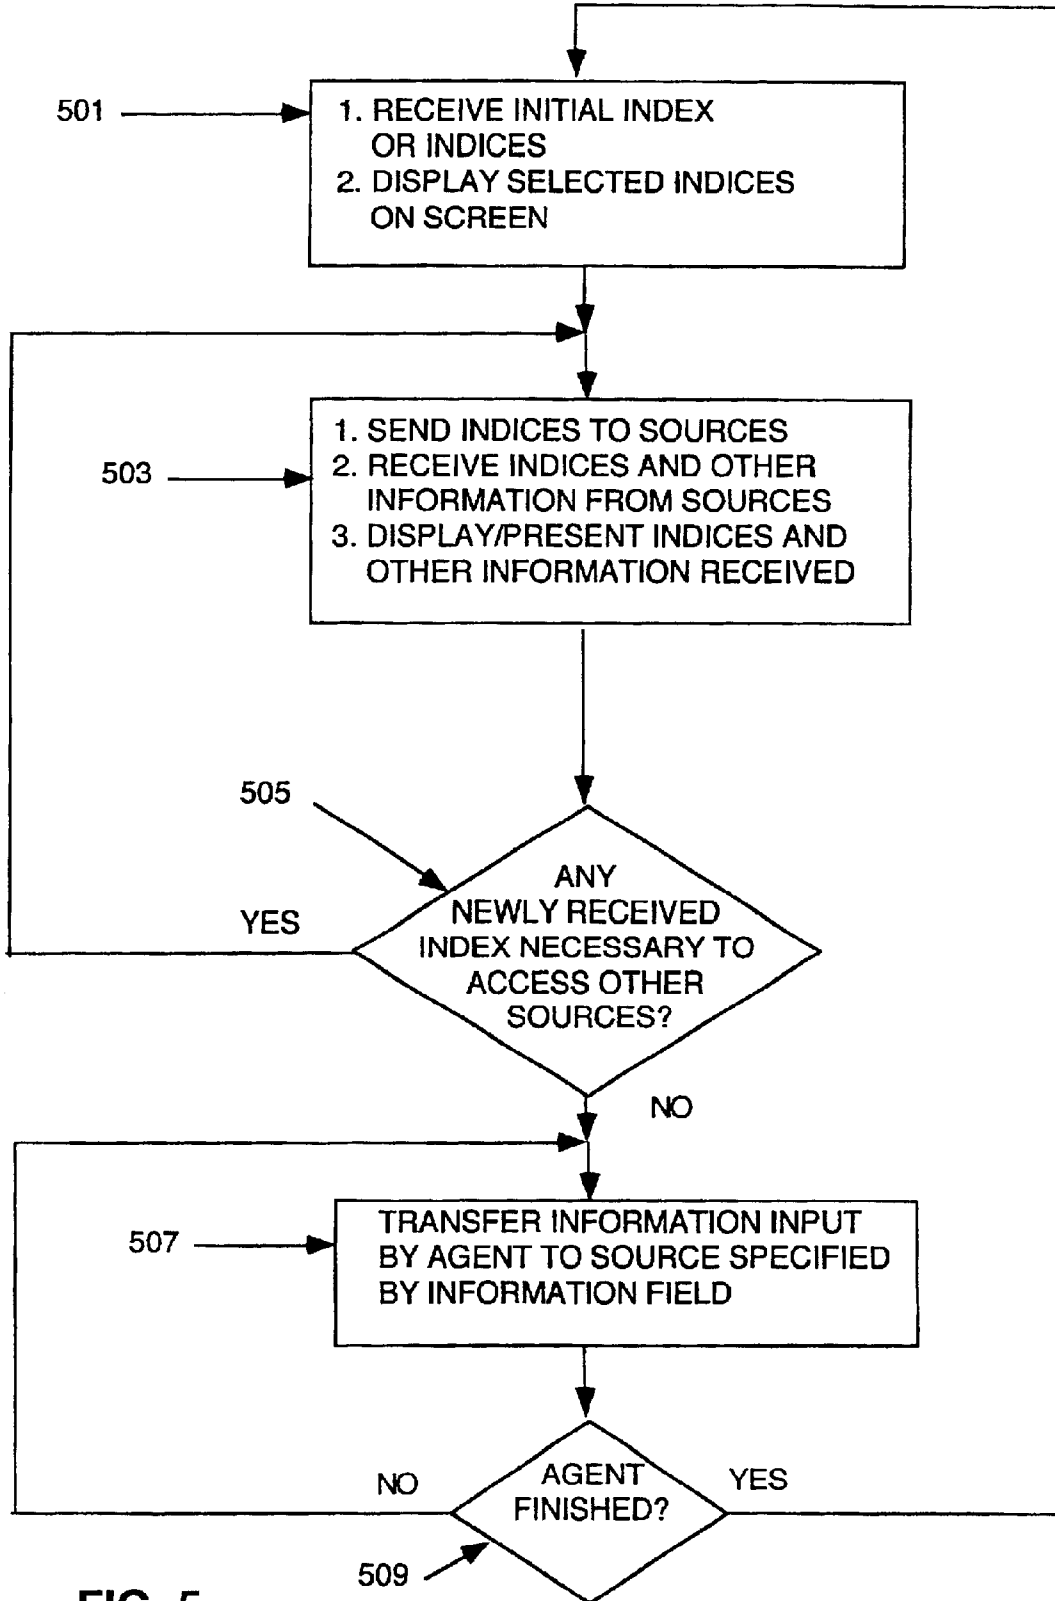 501
1. RECEIVE INITIAL INDEX
OR INDICES
2. DISPLAY SELECTED INDICES
ON SCREEN
503
1. SEND INDICES TO SOURCES
2. RECEIVE INDICES AND OTHER
INFORMATION FROM SOURCES
3. DISPLAY/PRESENT INDICES AND
OTHER INFORMATION RECEIVED
505
YES
ANY
NEWLY RECEIVED
INDEX NECESSARY TO
ACCESS OTHER
SOURCES?
NO
507
TRANSFER INFORMATION INPUT
BY AGENT TO SOURCE SPECIFIED
BY INFORMATION FIELD
NO
AGENT
FINISHED?
YES
509
FIG. 5